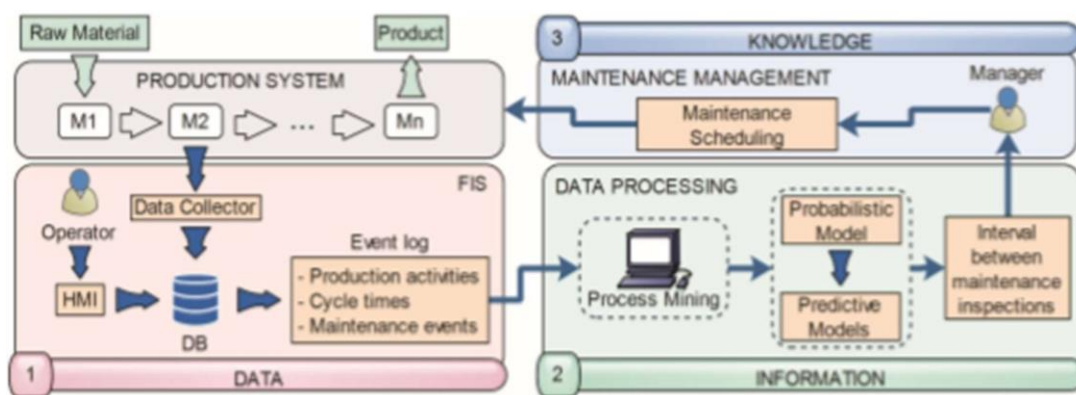 Raw Material
Product
PRODUCTION SYSTEM
M1
M2
...
Mn
FIS
Operator
Data Collector
HMI
DB
Event log
- Production activities
- Cycle times
- Maintenance events
1
DATA
3
KNOWLEDGE
MAINTENANCE MANAGEMENT
Manager
Maintenance
Scheduling
DATA PROCESSING
Process Mining
Probabilistic
Model
Predictive
Models
Interval
between
maintenance
inspections
2
INFORMATION